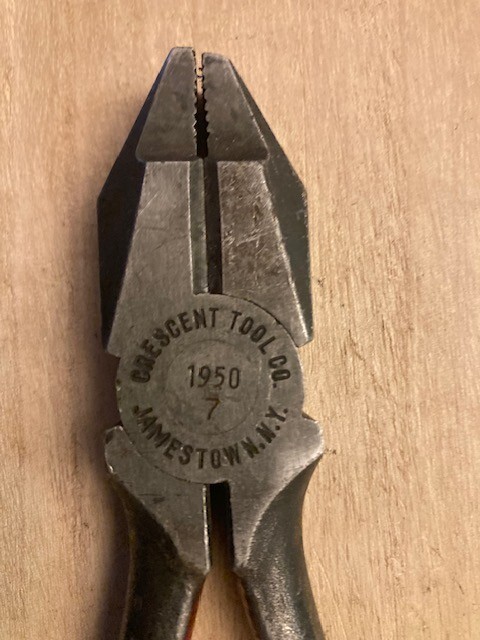 CRESCENT TOOL CO.
1950
7
JAMESTOWN.N.Y.